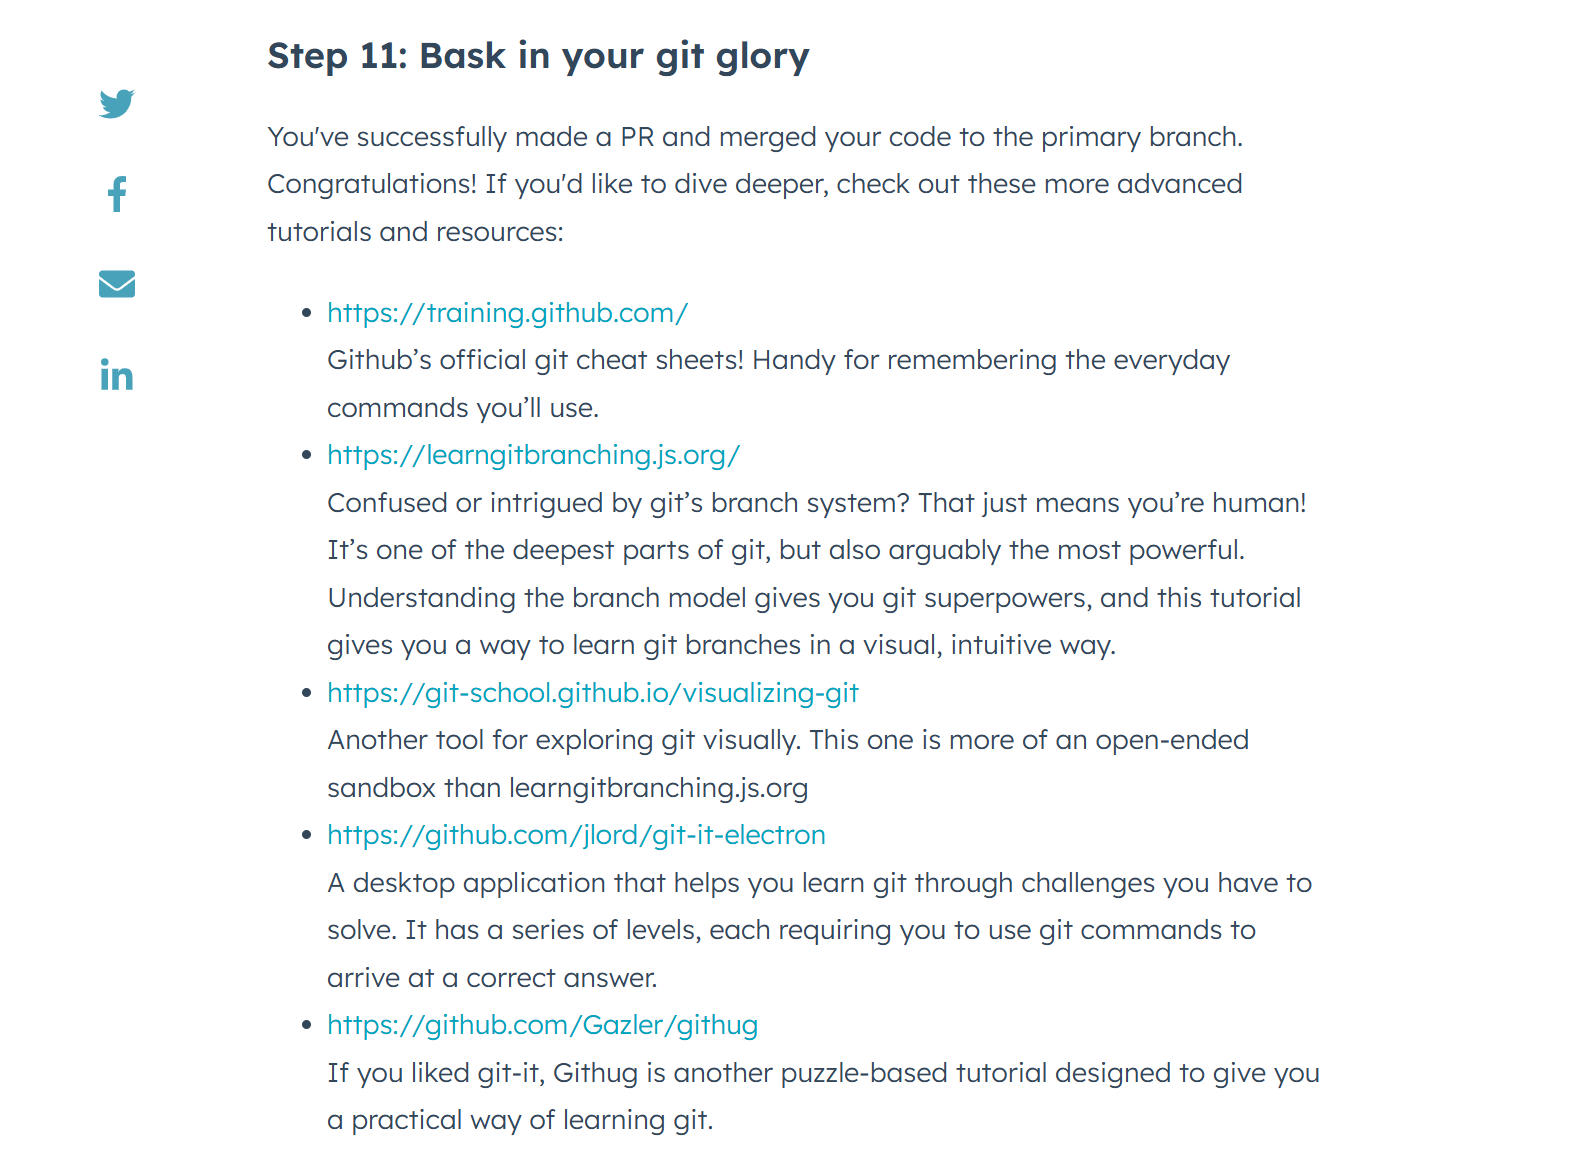 Step 11: Bask in your git glory
You've successfully made a PR and merged your code to the primary branch.
Congratulations! If you'd like to dive deeper, check out these more advanced
tutorials and resources:
• https://training.github.com/
Github’s official git cheat sheets! Handy for remembering the everyday
commands you’ll use.
• https://learngitbranching.js.org/
Confused or intrigued by git’s branch system? That just means you’re human!
It’s one of the deepest parts of git, but also arguably the most powerful.
Understanding the branch model gives you git superpowers, and this tutorial
gives you a way to learn git branches in a visual, intuitive way.
• https://git-school.github.io/visualizing-git
Another tool for exploring git visually. This one is more of an open-ended
sandbox than learngitbranching.js.org
• https://github.com/jlord/git-it-electron
A desktop application that helps you learn git through challenges you have to
solve. It has a series of levels, each requiring you to use git commands to
arrive at a correct answer.
• https://github.com/Gazler/githug
If you liked git-it, Githug is another puzzle-based tutorial designed to give you
a practical way of learning git.